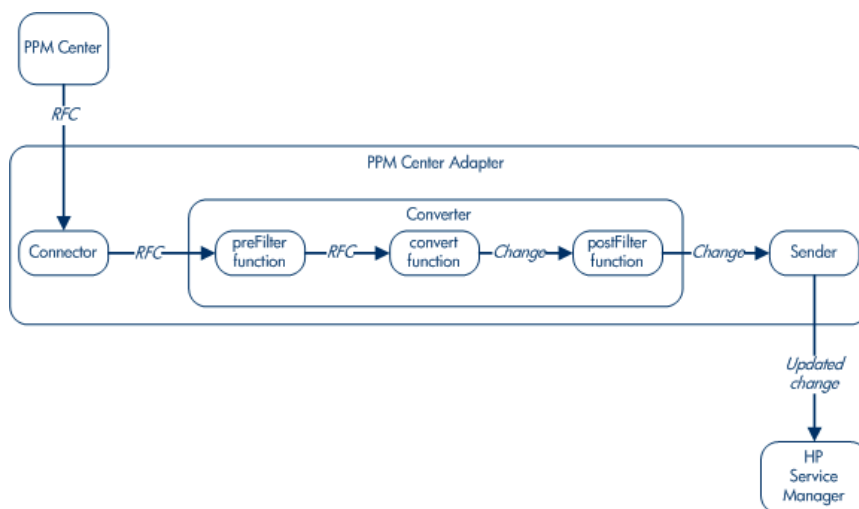 PPM Center
RFC
PPM Center Adapter
Converter
Connector
RFC
preFilter
function
RFC
convert
function
Change
postFilter
function
Change
Sender
Updated
change
HP
Service
Manager